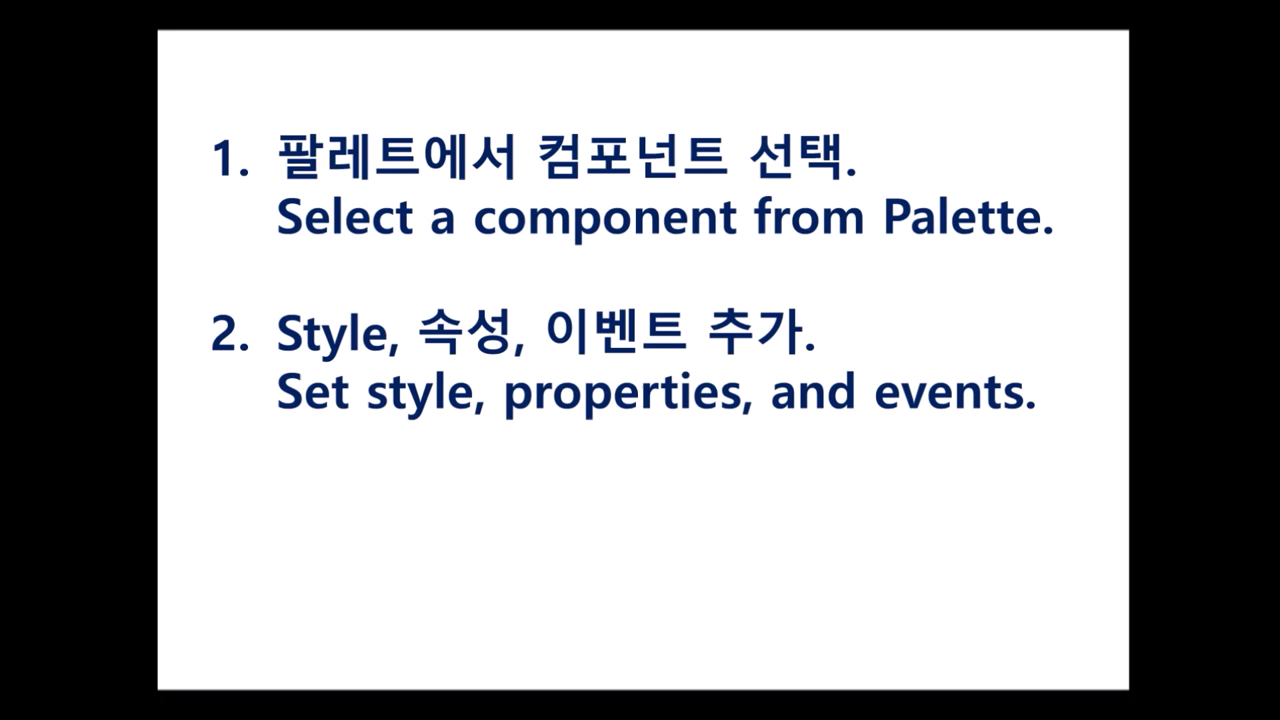 1. 팔레트에서 컴포넌트 선택.
Select a component from Palette.
2. Style, 속성, 이벤트 추가.
Set style, properties, and events.